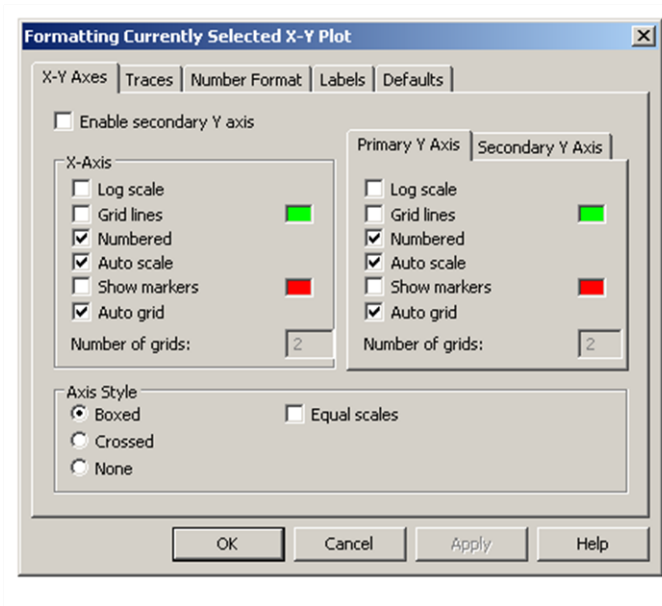 Formatting Currently Selected X-Y Plot
X-Y Axes Traces Number Format Labels Defaults
Enable secondary Y axis
Primary Y Axis Secondary Y Axis
X-Axis
Log scale
Grid lines
Numbered
Auto scale
Show markers
Auto grid
Number of grids: 2
Log scale
Grid lines
Numbered
Auto scale
Show markers
Auto grid
Number of grids: 2
Axis Style
Boxed
Equal scales
Crossed
None
OK Cancel Apply Help